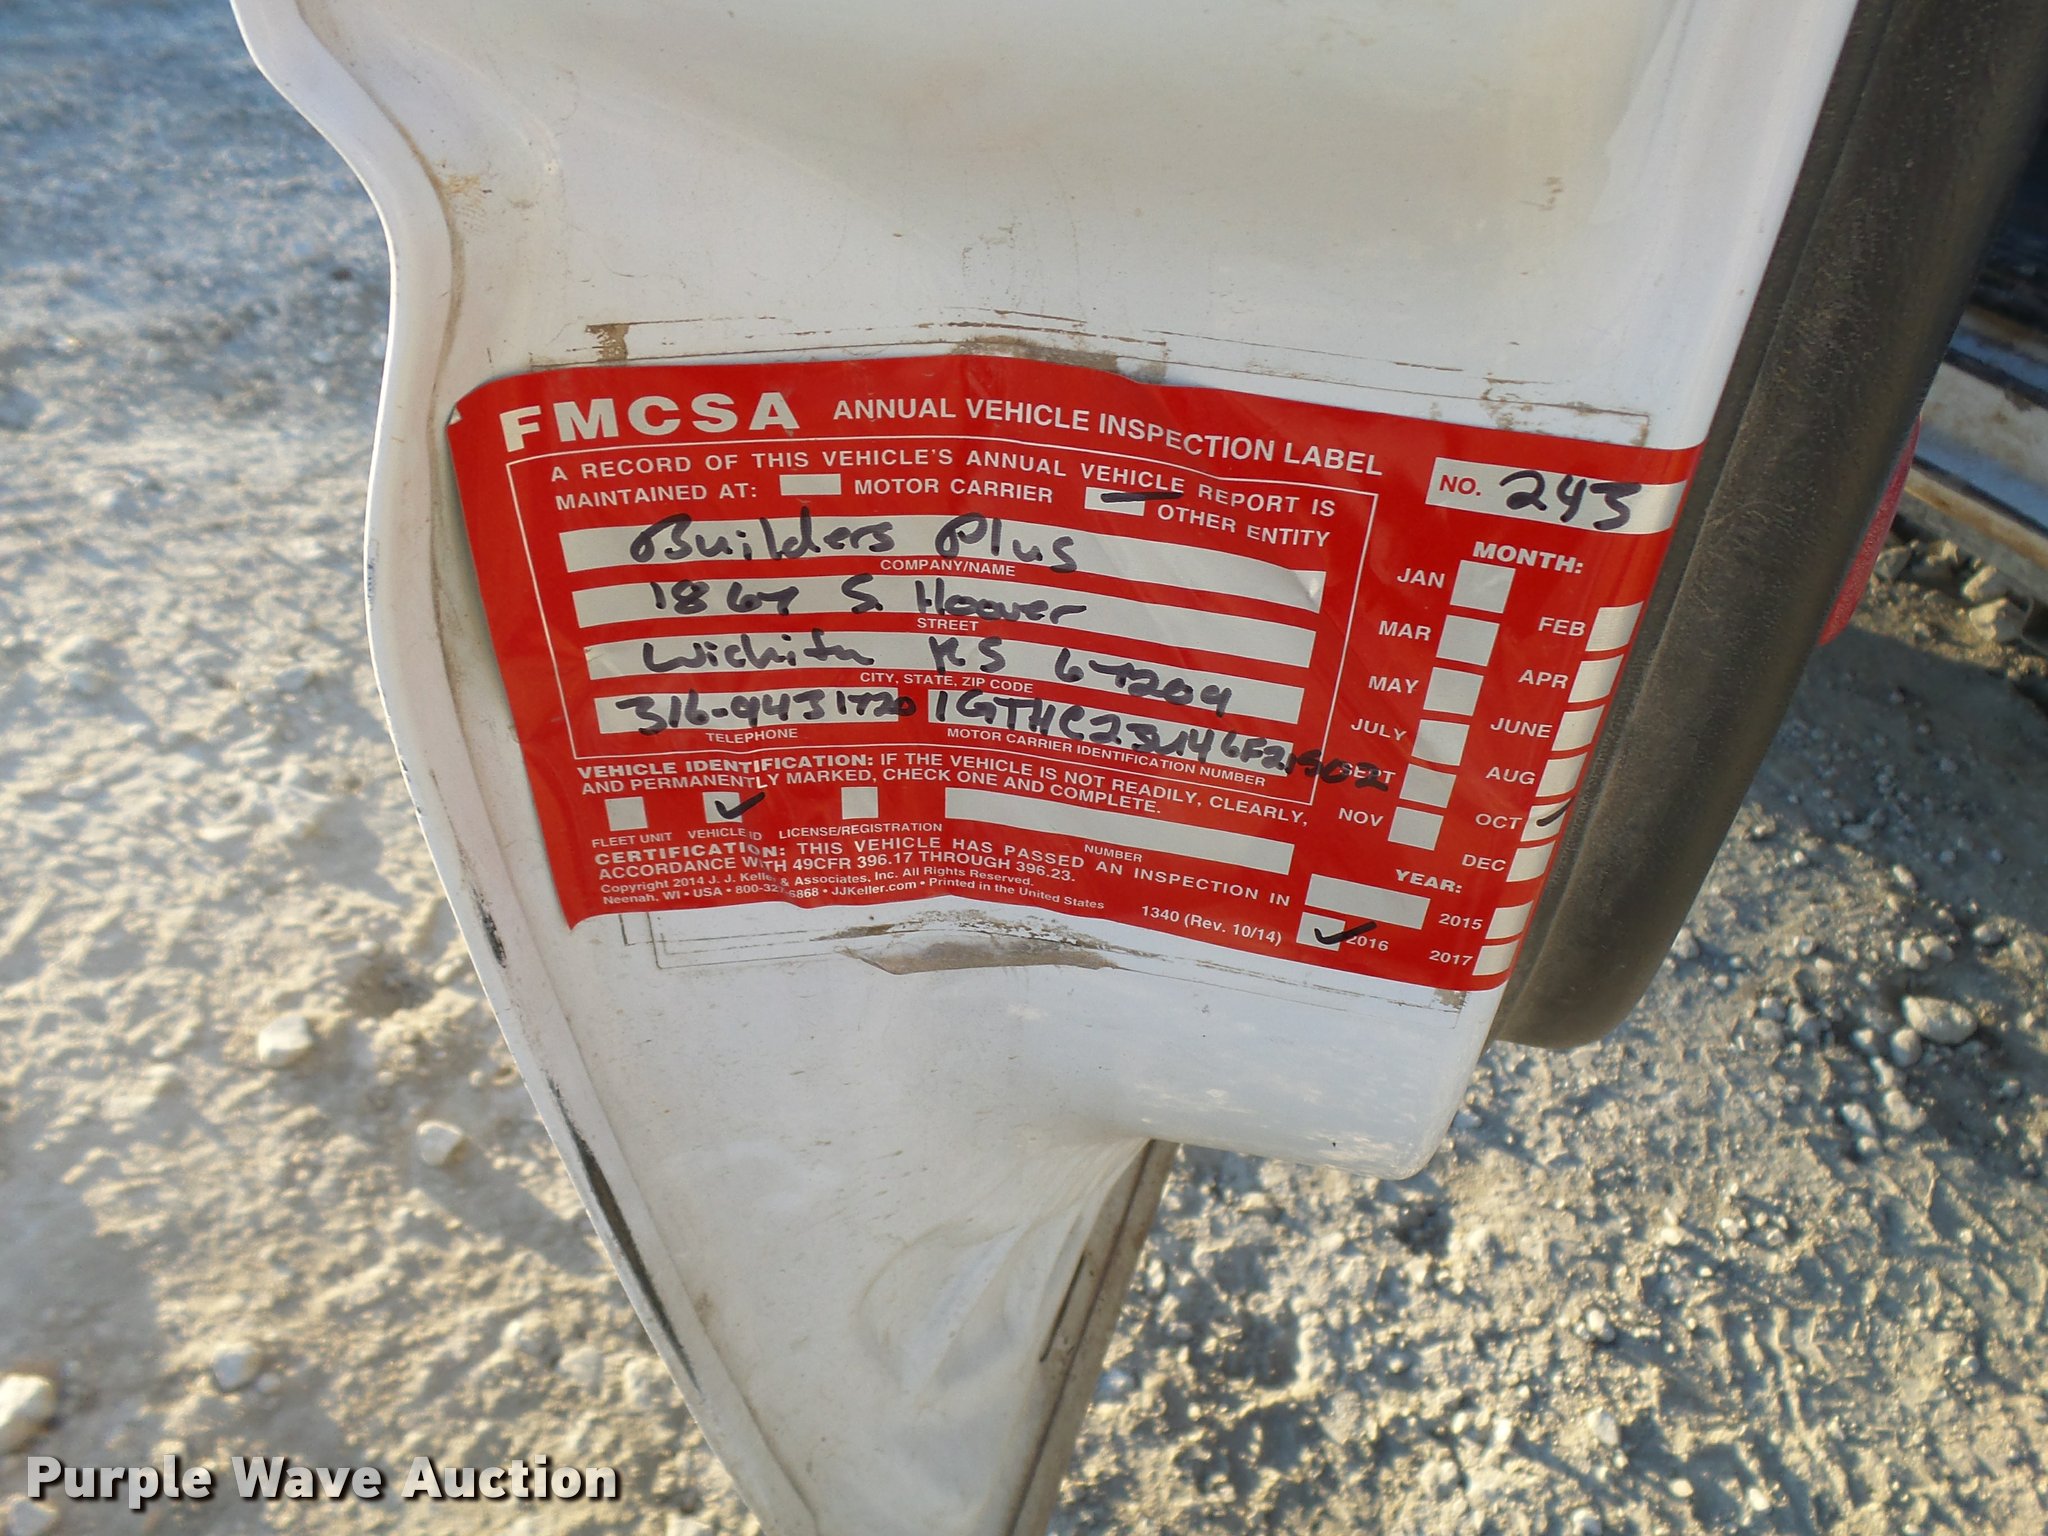 FMCSA ANNUAL VEHICLE INSPECTION LABEL
NO. 243
A RECORD OF THIS VEHICLE'S ANNUAL VEHICLE REPORT IS
MAINTAINED AT: MOTOR CARRIER OTHER ENTITY
Builders Plus
COMPANY/NAME
1867 S. Hoover
STREET
Wichita KS 67209
CITY, STATE, ZIP CODE
316-9431720
TELEPHONE
MOTOR CARRIER IDENTIFICATION NUMBER
VEHICLE IDENTIFICATION: IF THE VEHICLE IS NOT READILY, CLEARLY,
AND PERMANENTLY MARKED, CHECK ONE AND COMPLETE.
FLEET UNIT VEHICLE ID LICENSE/REGISTRATION NUMBER
CERTIFICATION: THIS VEHICLE HAS PASSED AN INSPECTION IN
ACCORDANCE WITH 49CFR 396.17 THROUGH 396.23.
Copyright 2014 J. J. Keller & Associates, Inc. All Rights Reserved.
Neenah, WI • USA • 800-327-6868 • JJKeller.com • Printed in the United States
1340 (Rev. 10/14)
MONTH:
JAN FEB
MAR APR
MAY JUNE
JULY AUG
SEPT OCT
NOV DEC
YEAR:
2015
2016 2017
Purple Wave Auction